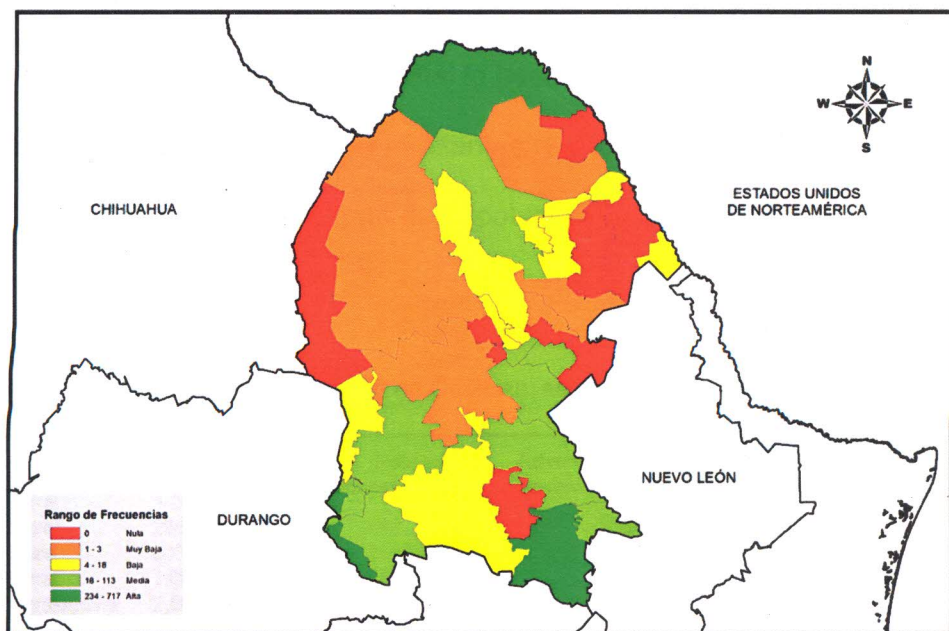 N
W E
S
CHIHUAHUA
ESTADOS UNIDOS
DE NORTEAMÉRICA
NUEVO LEÓN
DURANGO
Rango de Frecuencias
0 Nula
1 - 3 Muy Baja
4 - 18 Baja
18 - 113 Media
234 - 717 Alta